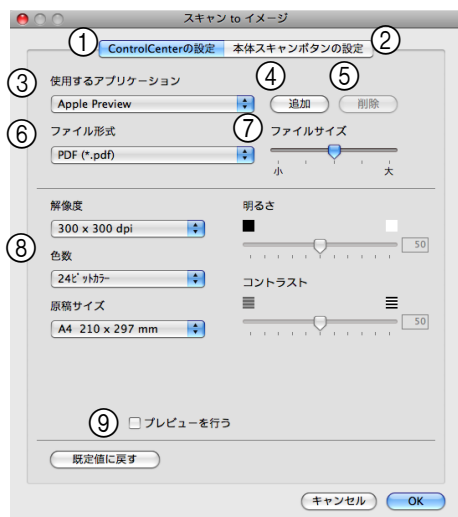 スキャン to イメージ
① ControlCenterの設定 本体スキャンボタンの設定 ②
③ 使用するアプリケーション ④ ⑤
Apple Preview 追加 削除
⑥ ファイル形式 ⑦ ファイルサイズ
PDF (*.pdf)
小 大
解像度 明るさ
300 x 300 dpi
50
⑧ 色数
24ビットカラー コントラスト
原稿サイズ
A4 210 x 297 mm 50
⑨ プレビューを行う
既定値に戻す
キャンセル OK